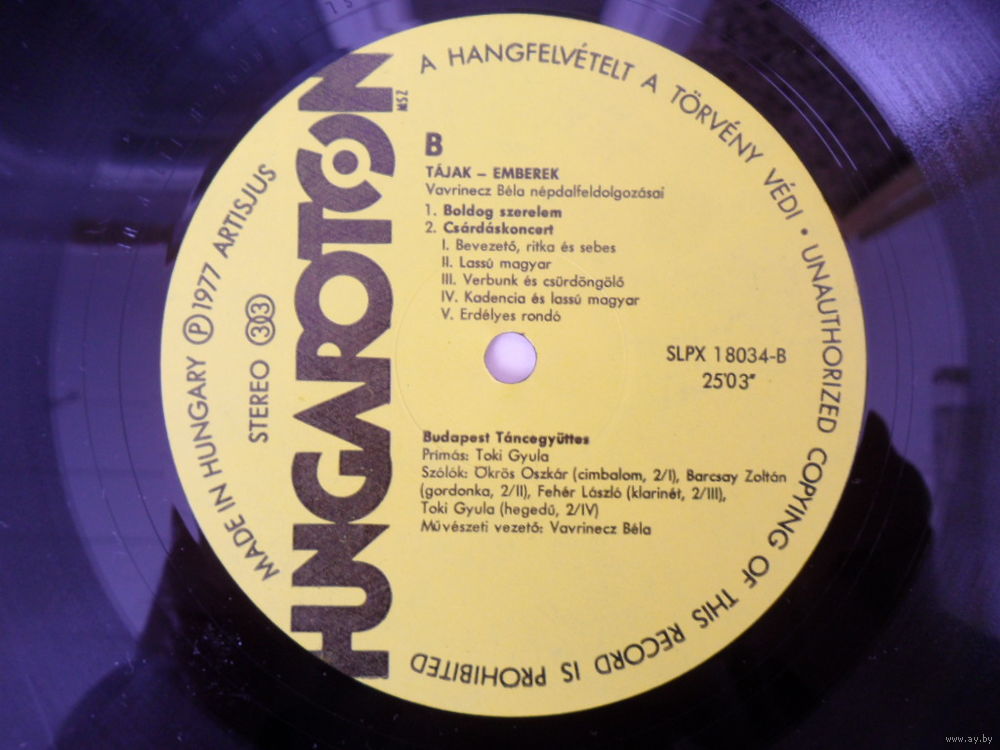 A HANGFELVÉTELT A TÖRVÉNY VÉDI • UNAUTHORIZED COPYING OF THIS RECORD IS PROHIBITED
MADE IN HUNGARY Ⓟ 1977 ARTISJUS
STEREO 33
HUNGAROTON
MSZ
B
TÁJAK – EMBEREK
Vavrinecz Béla népdalfeldolgozásai
1. Boldog szerelem
2. Csárdáskoncert
I. Bevezető, ritka és sebes
II. Lassú magyar
III. Verbunk és csürdöngölő
IV. Kadencia és lassú magyar
V. Erdélyes rondó
SLPX 18034-B
25'03"
Budapest Táncegyüttes
Prímás: Toki Gyula
Szólók: Ökrös Oszkár (cimbalom, 2/I), Barcsay Zoltán
(gordonka, 2/II), Fehér László (klarinét, 2/III),
Toki Gyula (hegedű, 2/IV)
Művészeti vezető: Vavrinecz Béla
www.ay.by